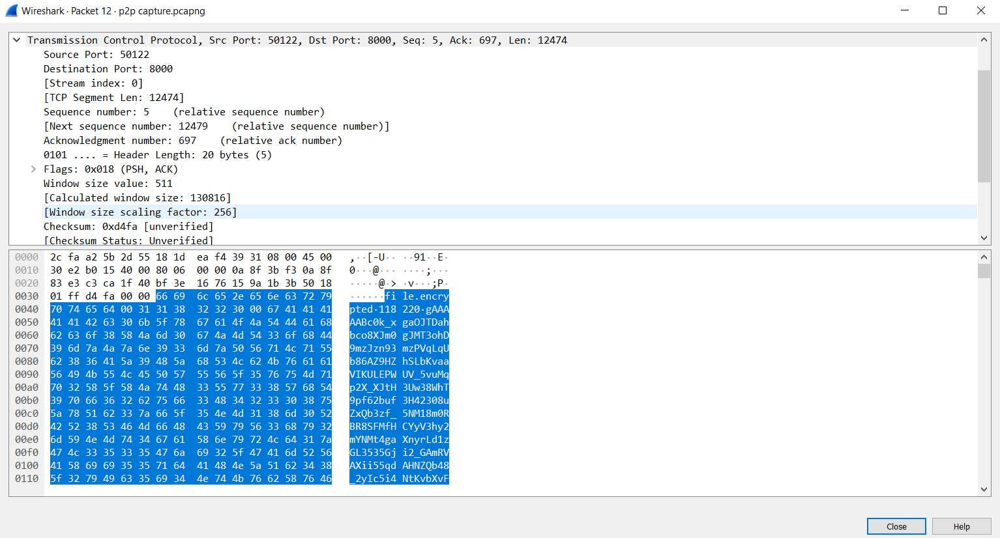 Wireshark · Packet 12 · p2p capture.pcapng
Transmission Control Protocol, Src Port: 50122, Dst Port: 8000, Seq: 5, Ack: 697, Len: 12474
Source Port: 50122
Destination Port: 8000
[Stream index: 0]
[TCP Segment Len: 12474]
Sequence number: 5    (relative sequence number)
[Next sequence number: 12479    (relative sequence number)]
Acknowledgment number: 697    (relative ack number)
0101 .... = Header Length: 20 bytes (5)
Flags: 0x018 (PSH, ACK)
Window size value: 511
[Calculated window size: 130816]
[Window size scaling factor: 256]
Checksum: 0xd4fa [unverified]
[Checksum Status: Unverified]
0000  2c fa a2 5b 2d 55 18 1d  ea f4 39 31 08 00 45 00   ,··[-U·· ··91··E·
0010  30 e2 b0 15 40 00 80 06  00 00 0a 8f 3b f3 0a 8f   0···@··· ····;···
0020  83 e3 c3 ca 1f 40 bf 3e  16 76 15 9a 1b 3b 50 18   ·····@·> ·v···;P·
0030  01 ff d4 fa 00 00 66 69  6c 65 2e 65 6e 63 72 79   ······fi le.encry
0040  70 74 65 64 00 31 31 38  32 32 30 00 67 41 41 41   pted·118 220·gAAA
0050  41 41 42 63 30 6b 5f 78  67 61 4f 4a 54 44 61 68   AABc0k_x gaOJTDah
0060  62 63 6f 38 58 4a 6d 30  67 4a 4d 54 33 6f 68 44   bco8XJm0 gJMT3ohD
0070  39 6d 7a 4a 7a 6e 39 33  6d 7a 50 56 71 4c 71 55   9mzJzn93 mzPVqLqU
0080  62 38 36 41 5a 39 48 5a  68 53 4c 62 4b 76 61 61   b86AZ9HZ hSLbKvaa
0090  56 49 4b 55 4c 45 50 57  55 56 5f 35 76 75 4d 71   VIKULEPW UV_5vuMq
00a0  70 32 58 5f 58 4a 74 48  33 55 77 33 38 57 68 54   p2X_XJtH 3Uw38WhT
00b0  39 70 66 36 32 62 75 66  33 48 34 32 33 30 38 75   9pf62buf 3H42308u
00c0  5a 78 51 62 33 7a 66 5f  35 4e 4d 31 38 6d 30 52   ZxQb3zf_ 5NM18m0R
00d0  42 52 38 53 46 4d 66 48  43 59 79 56 33 68 79 32   BR8SFMfH CYyV3hy2
00e0  6d 59 4e 4d 74 34 67 61  58 6e 79 72 4c 64 31 7a   mYNMt4ga XnyrLd1z
00f0  47 4c 33 35 33 35 47 6a  69 32 5f 47 41 6d 52 56   GL3535Gj i2_GAmRV
0100  41 58 69 69 35 35 71 64  41 48 4e 5a 51 62 34 38   AXii55qd AHNZQb48
0110  5f 32 79 49 63 35 69 34  4e 74 4b 76 62 58 76 46   _2yIc5i4 NtKvbXvF
Close
Help